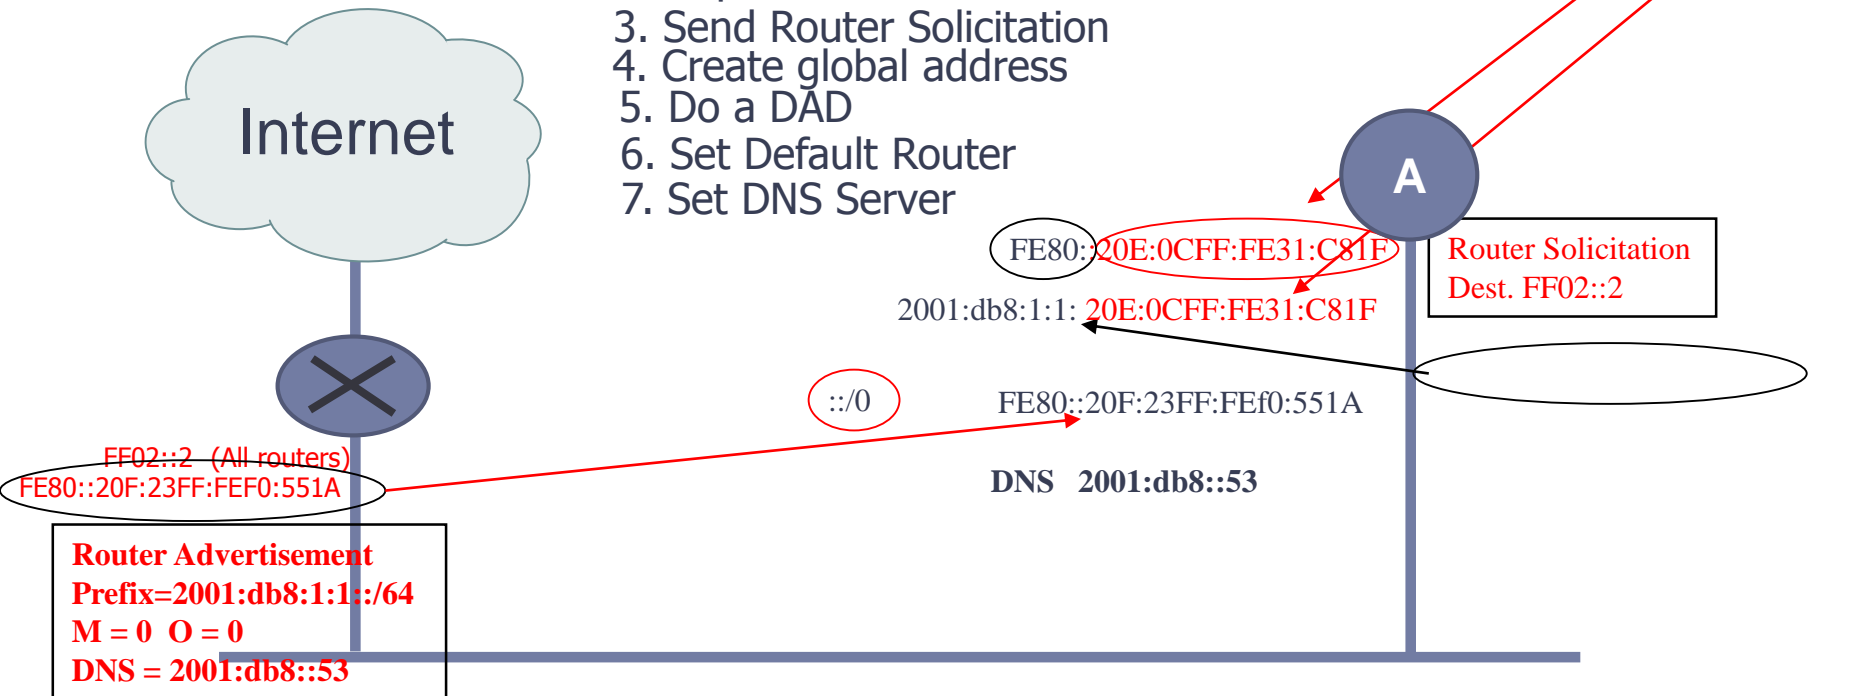 3. Send Router Solicitation
4. Create global address
5. Do a DAD
6. Set Default Router
7. Set DNS Server
Internet
A
FE80::20E:0CFF:FE31:C81F
Router Solicitation
Dest. FF02::2
2001:db8:1:1: 20E:0CFF:FE31:C81F
::/0 FE80::20F:23FF:FEf0:551A
FF02::2 (All routers)
FE80::20F:23FF:FEF0:551A
DNS 2001:db8::53
Router Advertisement
Prefix=2001:db8:1:1::/64
M = 0 O = 0
DNS = 2001:db8::53